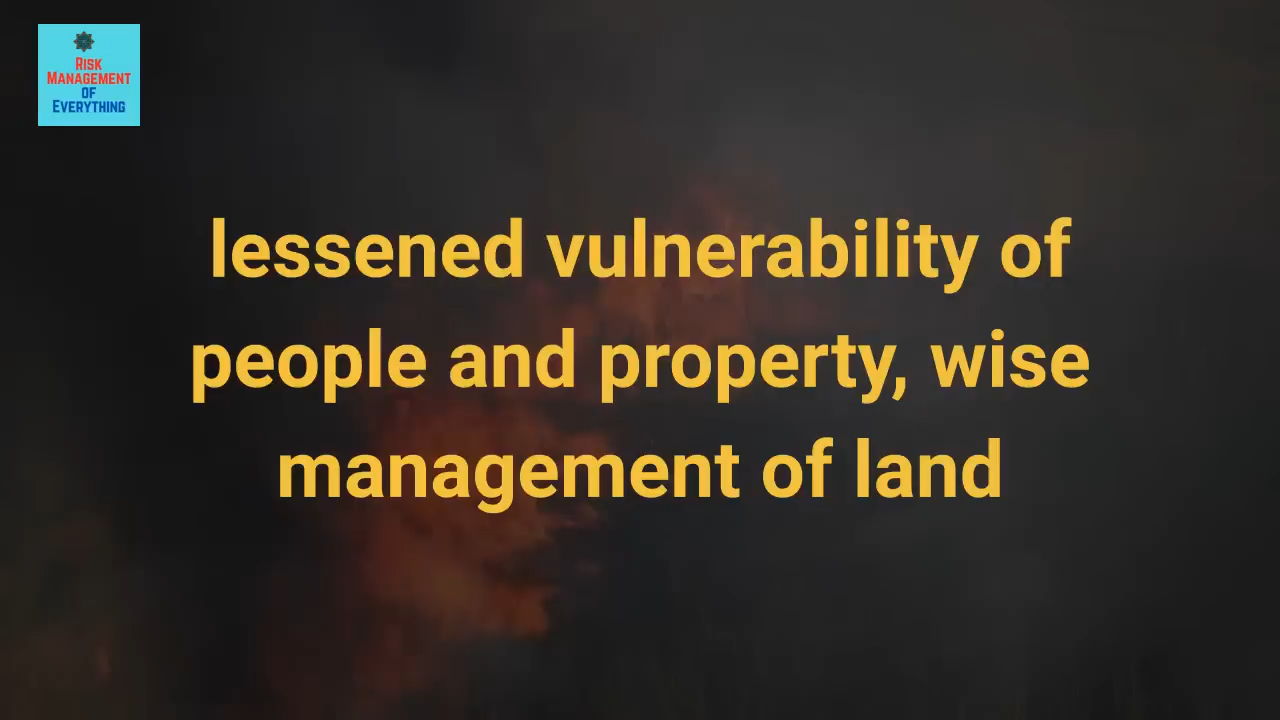 Risk
Management
of
Everything
lessened vulnerability of
people and property, wise
management of land